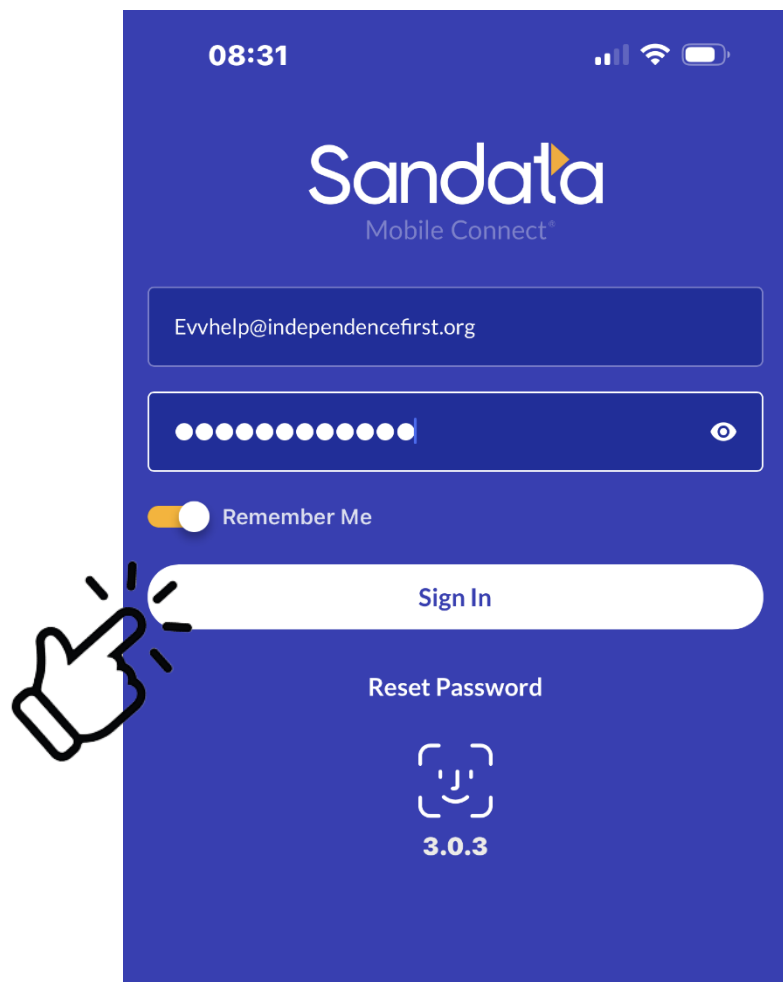 08:31
Sandata
Mobile Connect®
Evvhelp@independencefirst.org
●●●●●●●●●●●●
Remember Me
Sign In
Reset Password
3.0.3